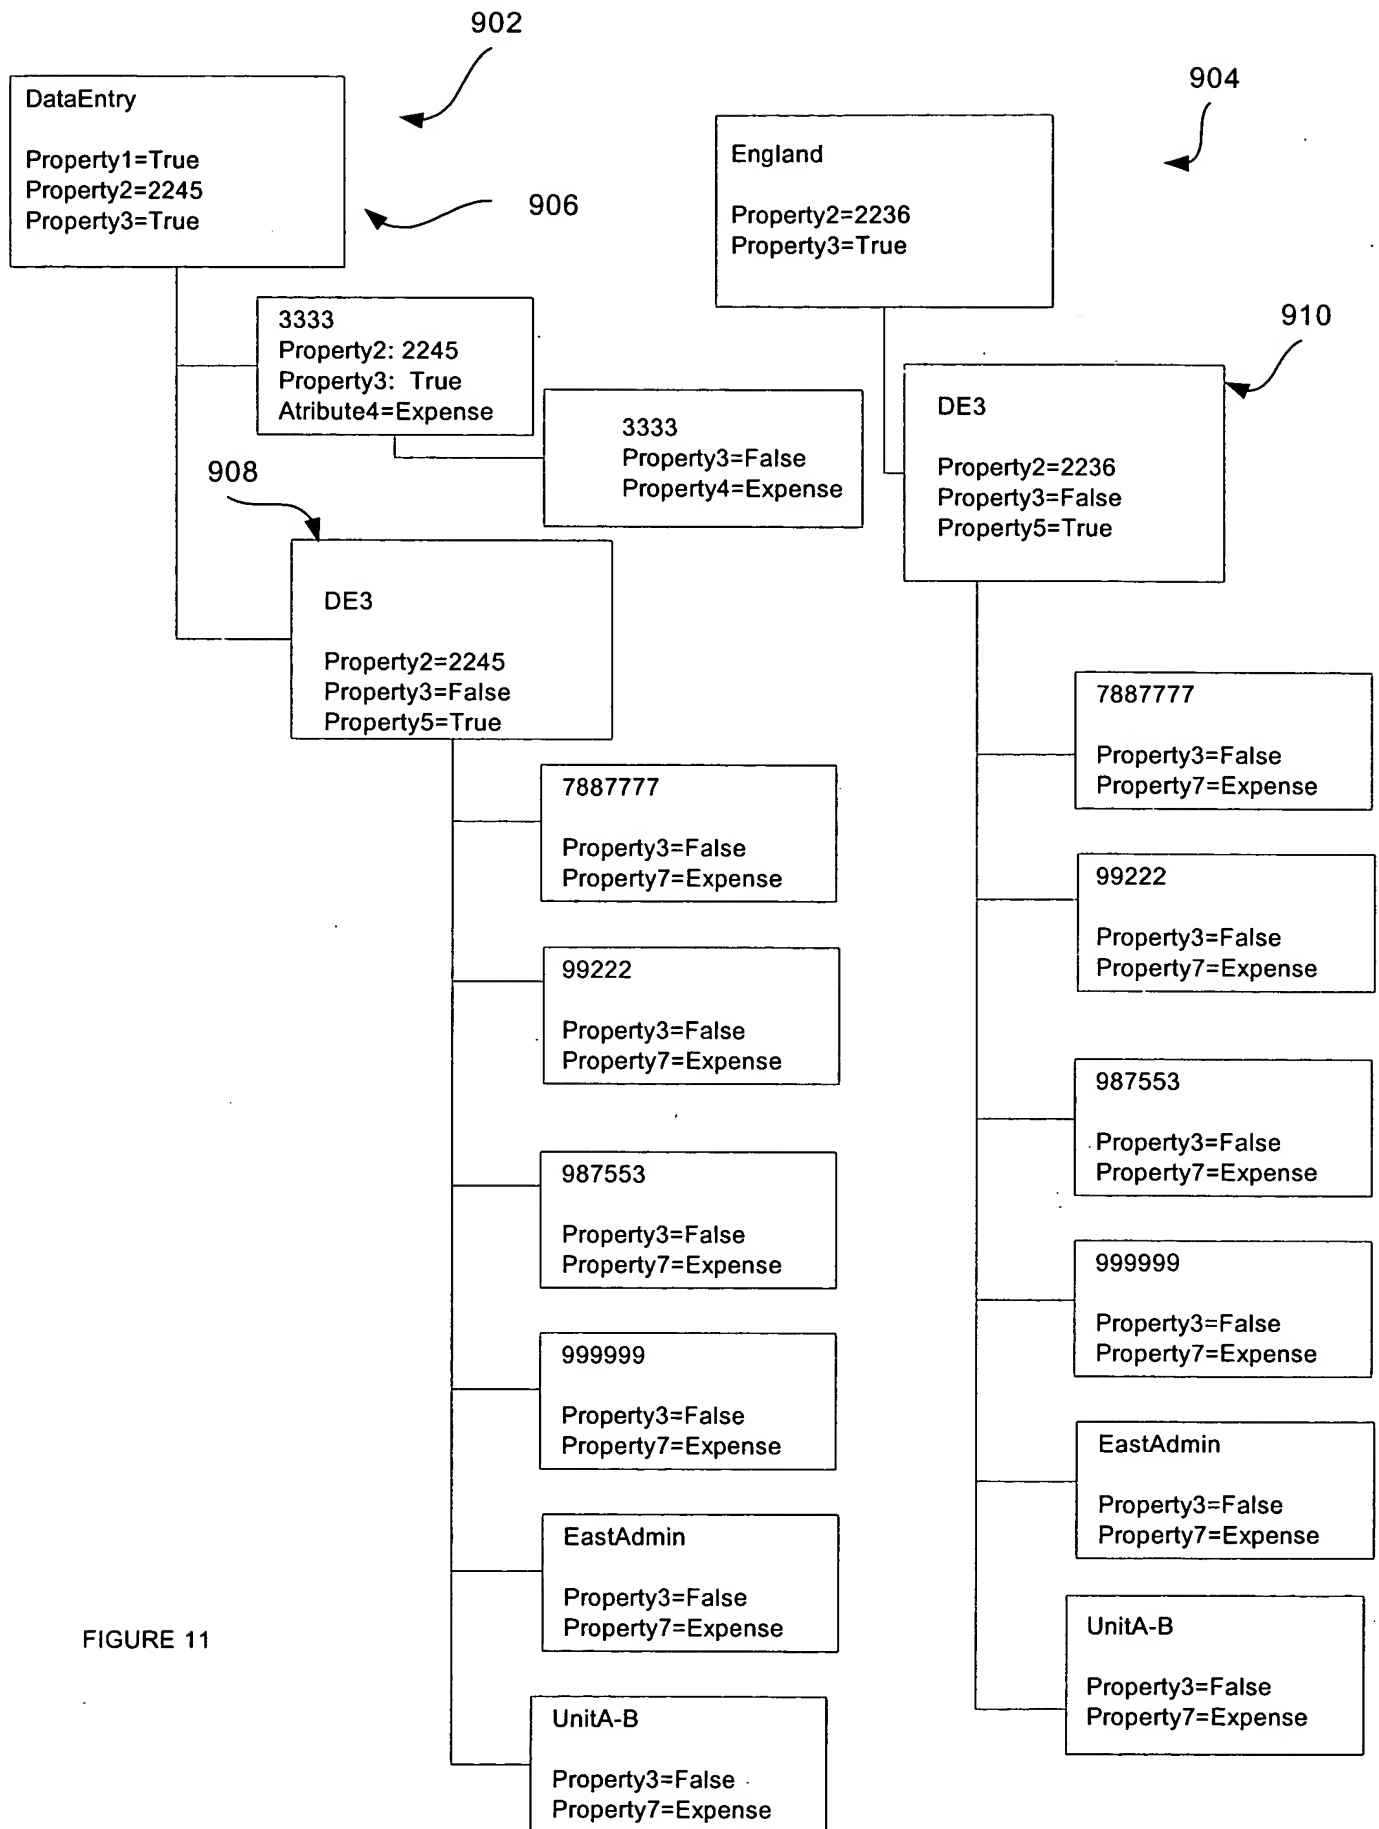 902
DataEntry
Property1=True
Property2=2245
Property3=True
906
904
England
Property2=2236
Property3=True
3333
Property2: 2245
Property3: True
Atribute4=Expense
3333
Property3=False
Property4=Expense
910
DE3
Property2=2236
Property3=False
Property5=True
908
DE3
Property2=2245
Property3=False
Property5=True
7887777
Property3=False
Property7=Expense
99222
Property3=False
Property7=Expense
987553
Property3=False
Property7=Expense
999999
Property3=False
Property7=Expense
EastAdmin
Property3=False
Property7=Expense
UnitA-B
Property3=False
Property7=Expense
7887777
Property3=False
Property7=Expense
99222
Property3=False
Property7=Expense
987553
Property3=False
Property7=Expense
999999
Property3=False
Property7=Expense
EastAdmin
Property3=False
Property7=Expense
UnitA-B
Property3=False
Property7=Expense
FIGURE 11